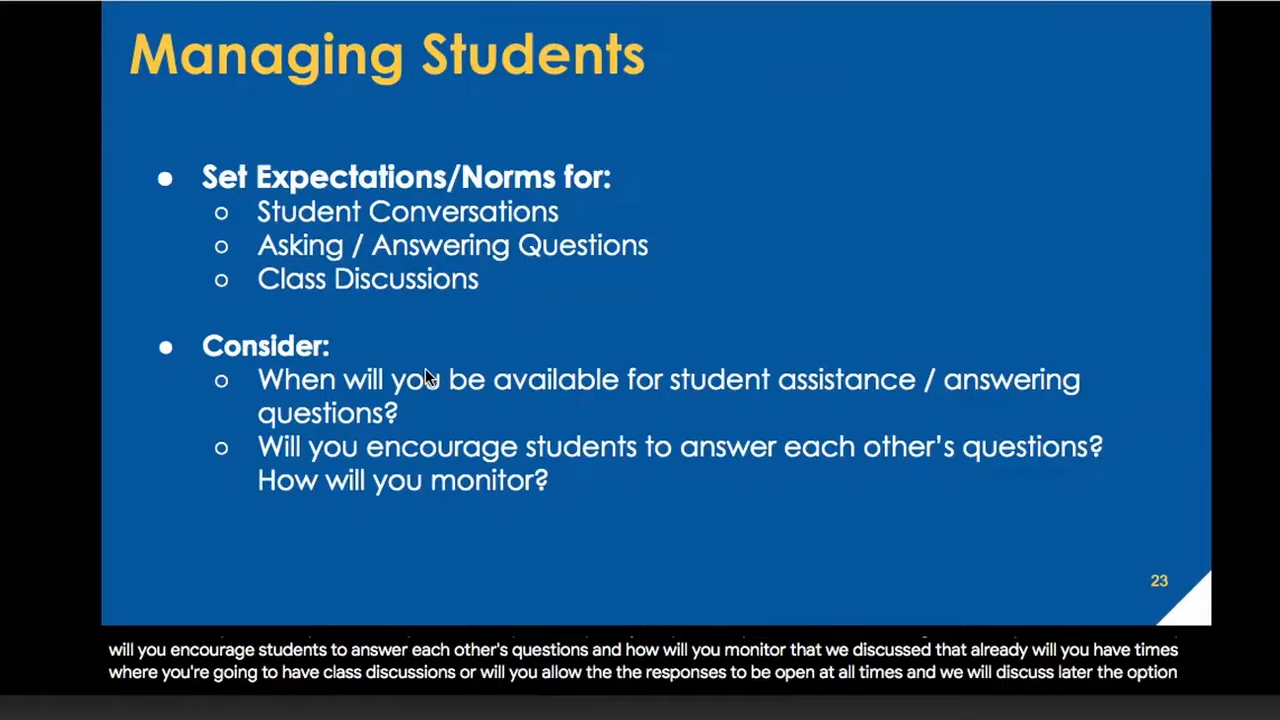 Managing Students
● Set Expectations/Norms for:
○ Student Conversations
○ Asking / Answering Questions
○ Class Discussions
● Consider:
○ When will you be available for student assistance / answering
questions?
○ Will you encourage students to answer each other’s questions?
How will you monitor?
23
will you encourage students to answer each other's questions and how will you monitor that we discussed that already will you have times
where you're going to have class discussions or will you allow the the responses to be open at all times and we will discuss later the option